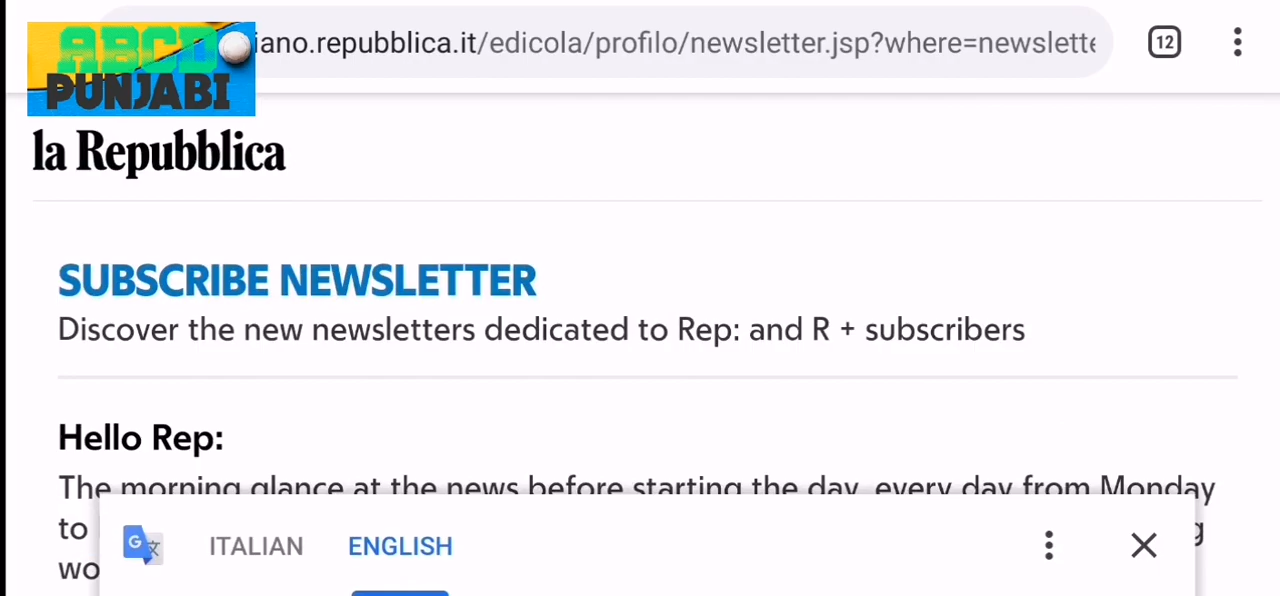 ABCD
PUNJABI
iano.repubblica.it/edicola/profilo/newsletter.jsp?where=newslette
12
la Repubblica
SUBSCRIBE NEWSLETTER
Discover the new newsletters dedicated to Rep: and R + subscribers
Hello Rep:
The morning glance at the news before starting the day, every day from Monday
to
wo
ITALIAN ENGLISH